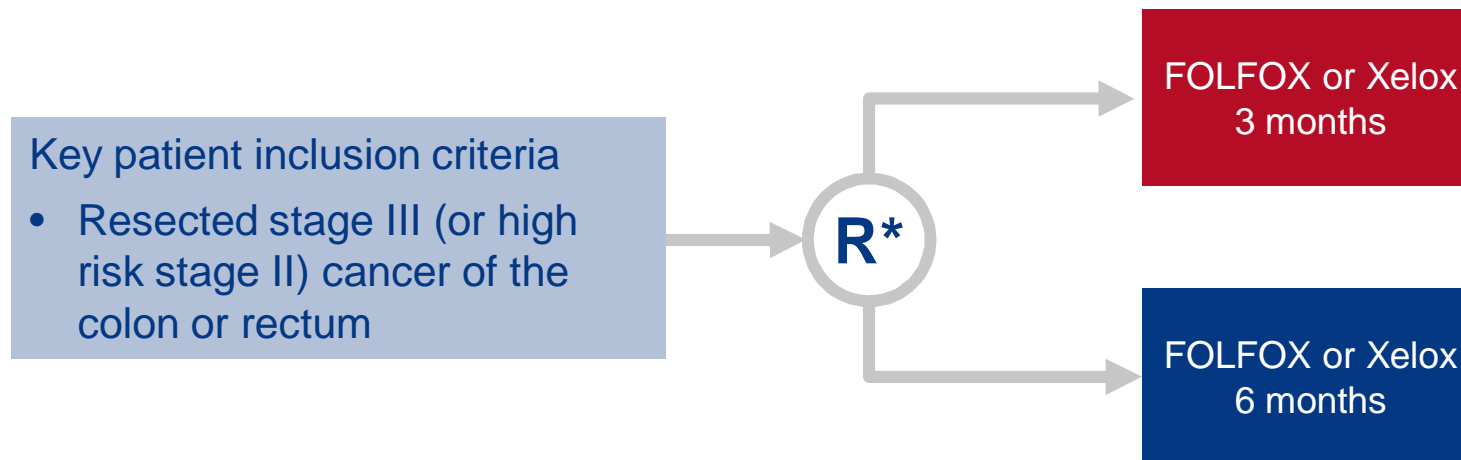 Key patient inclusion criteria
• Resected stage III (or high
risk stage II) cancer of the
colon or rectum
R*
FOLFOX or Xelox
3 months
FOLFOX or Xelox
6 months